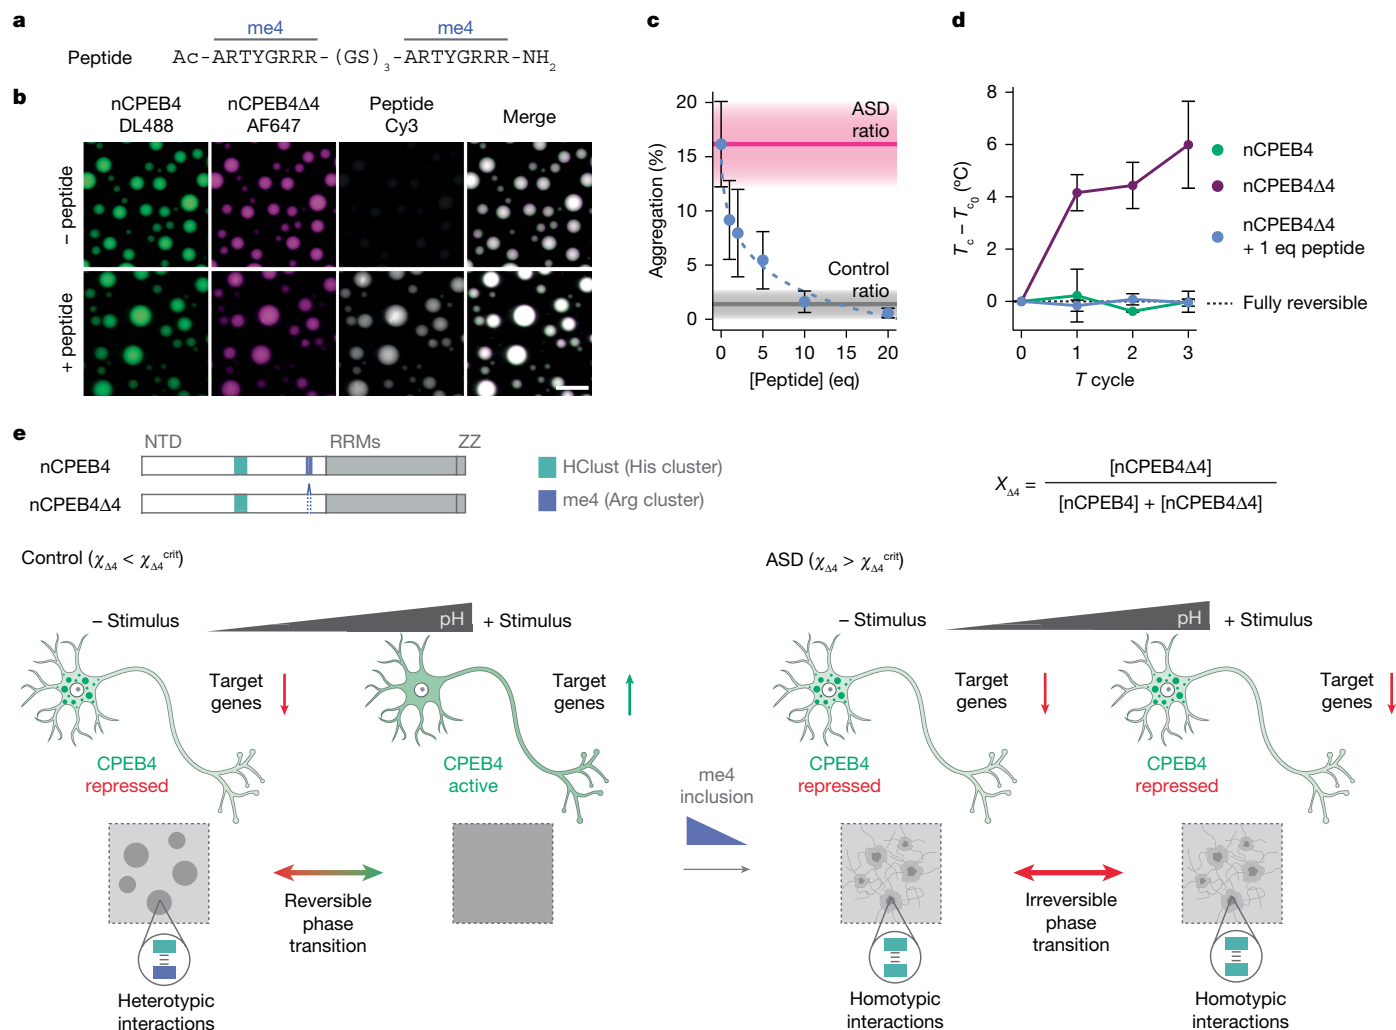 a
me4 me4
Peptide Ac-ARTYGRRR-(GS)3-ARTYGRRR-NH2
b
nCPEB4
DL488
nCPEB4Δ4
AF647
Peptide
Cy3
Merge
– peptide
+ peptide
c
Aggregation (%)
20
15
10
5
0
ASD
ratio
Control
ratio
0 5 10 15 20
[Peptide] (eq)
d
Tc – Tc0 (ºC)
8
6
4
2
0
0 1 2 3
T cycle
nCPEB4
nCPEB4Δ4
nCPEB4Δ4
+ 1 eq peptide
Fully reversible
e
NTD RRMs ZZ
nCPEB4
nCPEB4Δ4
HClust (His cluster)
me4 (Arg cluster)
XΔ4 = [nCPEB4Δ4]
[nCPEB4] + [nCPEB4Δ4]
Control (χΔ4 < χΔ4crit)
– Stimulus
pH
+ Stimulus
Target
genes
Target
genes
CPEB4
repressed
CPEB4
active
Reversible
phase
transition
Heterotypic
interactions
me4
inclusion
ASD (χΔ4 > χΔ4crit)
– Stimulus
pH
+ Stimulus
Target
genes
Target
genes
CPEB4
repressed
CPEB4
repressed
Irreversible
phase
transition
Homotypic
interactions
Homotypic
interactions